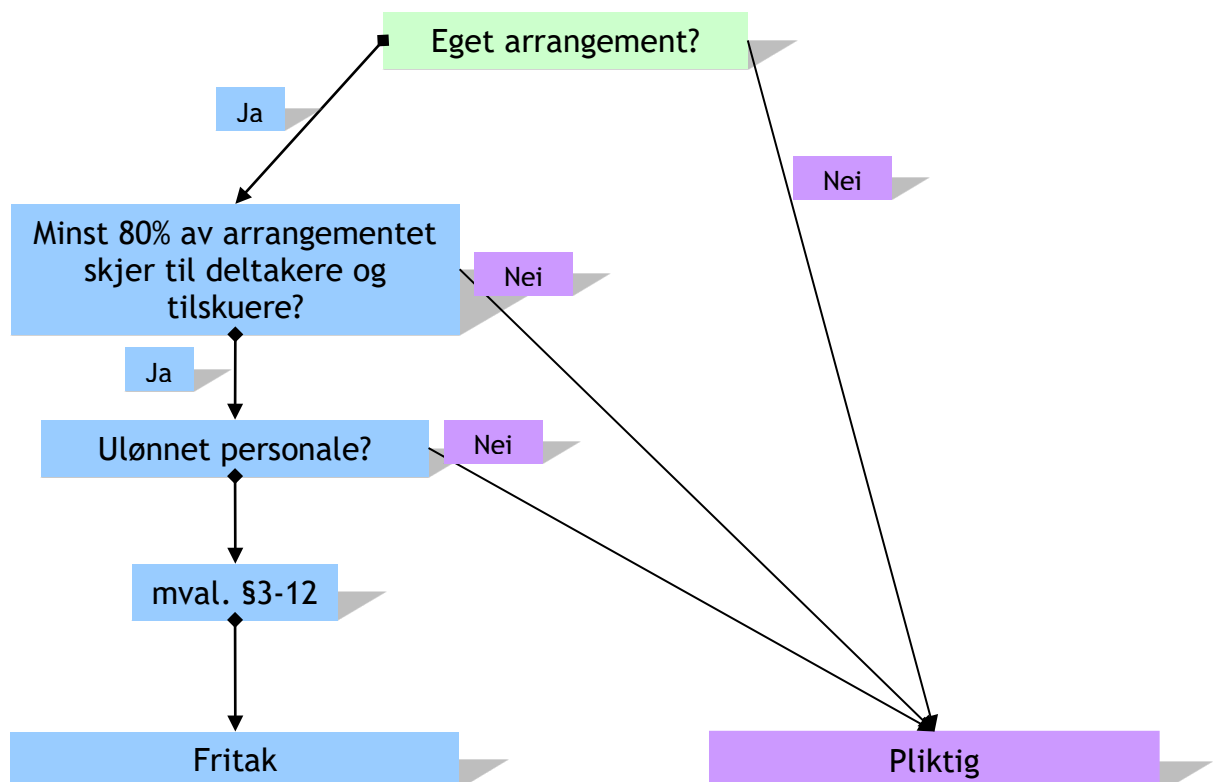 Eget arrangement?
Ja
Nei
Minst 80% av arrangementet
skjer til deltakere og
tilskuere?
Nei
Ja
Ulønnet personale?
Nei
mval. §3-12
Fritak
Pliktig